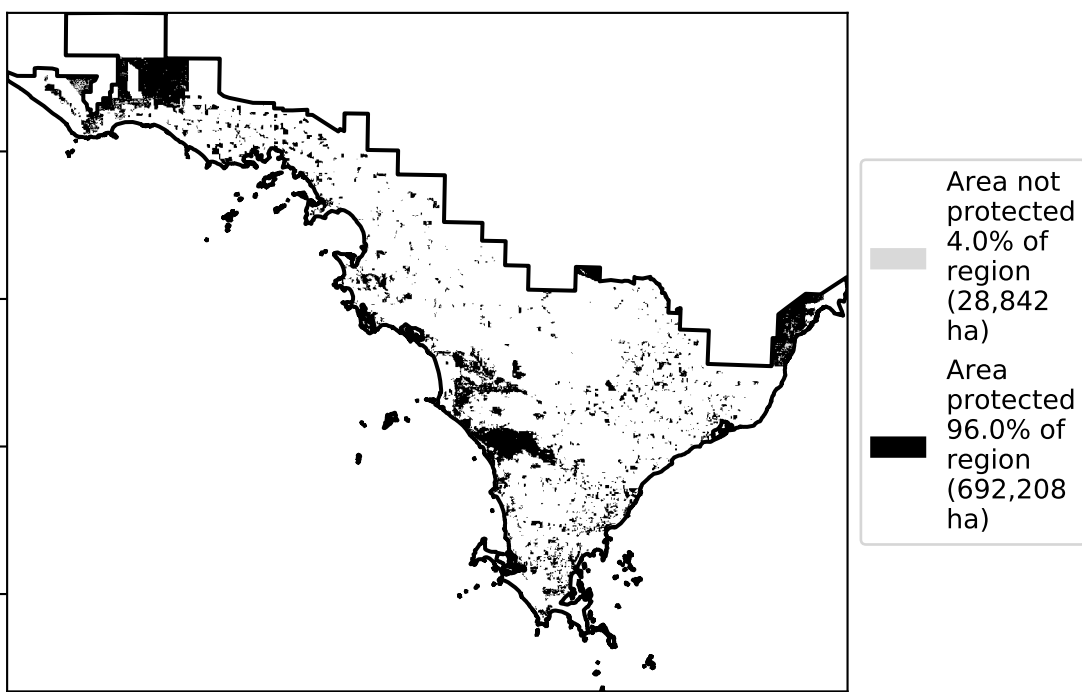 Area not
protected
4.0% of
region
(28,842
ha)
Area
protected
96.0% of
region
(692,208
ha)